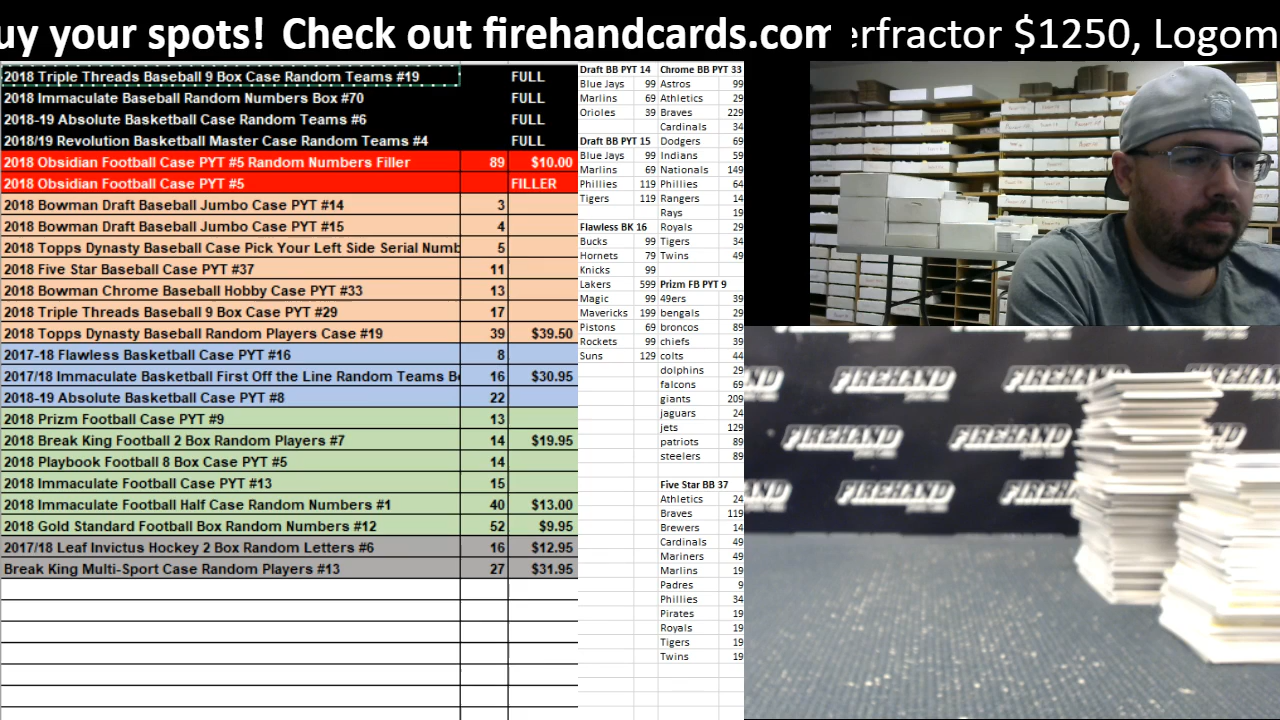 uy your spots! Check out firehandcards.com
erfractor $1250, Logom
2018 Triple Threads Baseball 9 Box Case Random Teams #19 FULL
2018 Immaculate Baseball Random Numbers Box #70 FULL
2018-19 Absolute Basketball Case Random Teams #6 FULL
2018/19 Revolution Basketball Master Case Random Teams #4 FULL
2018 Obsidian Football Case PYT #5 Random Numbers Filler 89 $10.00
2018 Obsidian Football Case PYT #5 FILLER
2018 Bowman Draft Baseball Jumbo Case PYT #14 3
2018 Bowman Draft Baseball Jumbo Case PYT #15 4
2018 Topps Dynasty Baseball Case Pick Your Left Side Serial Numb 5
2018 Five Star Baseball Case PYT #37 11
2018 Bowman Chrome Baseball Hobby Case PYT #33 13
2018 Triple Threads Baseball 9 Box Case PYT #29 17
2018 Topps Dynasty Baseball Random Players Case #19 39 $39.50
2017-18 Flawless Basketball Case PYT #16 8
2017/18 Immaculate Basketball First Off the Line Random Teams B 16 $30.95
2018-19 Absolute Basketball Case PYT #8 22
2018 Prizm Football Case PYT #9 13
2018 Break King Football 2 Box Random Players #7 14 $19.95
2018 Playbook Football 8 Box Case PYT #5 14
2018 Immaculate Football Case PYT #13 15
2018 Immaculate Football Half Case Random Numbers #1 40 $13.00
2018 Gold Standard Football Box Random Numbers #12 52 $9.95
2017/18 Leaf Invictus Hockey 2 Box Random Letters #6 16 $12.95
Break King Multi-Sport Case Random Players #13 27 $31.95
Draft BB PYT 14
Blue Jays 99
Marlins 69
Orioles 39
Draft BB PYT 15
Blue Jays 99
Marlins 69
Phillies 119
Tigers 119
Flawless BK 16
Bucks 99
Hornets 79
Knicks 99
Lakers 599
Magic 99
Mavericks 199
Pistons 69
Rockets 99
Suns 129
Chrome BB PYT 33
Astros 99
Athletics 29
Braves 229
Cardinals 34
Dodgers 69
Indians 59
Nationals 149
Phillies 64
Rangers 14
Rays 19
Royals 29
Tigers 34
Twins 49
Prizm FB PYT 9
49ers 39
bengals 29
broncos 89
chiefs 39
colts 44
dolphins 29
falcons 69
giants 209
jaguars 24
jets 129
patriots 89
steelers 89
Five Star BB 37
Athletics 24
Braves 119
Brewers 14
Cardinals 49
Mariners 49
Marlins 19
Padres 9
Phillies 34
Pirates 19
Royals 19
Tigers 19
Twins 19
FIREHAND
FIREHAND
FIREHAND
FIREHAND
FIREHAND
FIREHAND